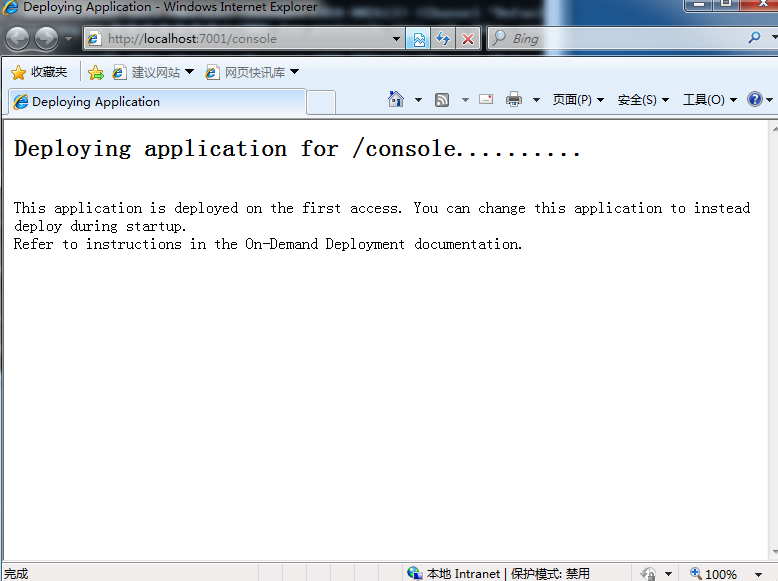 Deploying Application - Windows Internet Explorer
http://localhost:7001/console
Bing
收藏夹
建议网站
网页快讯库
Deploying Application
页面(P)
安全(S)
工具(O)
Deploying application for /console..........
This application is deployed on the first access. You can change this application to instead
deploy during startup.
Refer to instructions in the On-Demand Deployment documentation.
完成
本地 Intranet | 保护模式: 禁用
100%